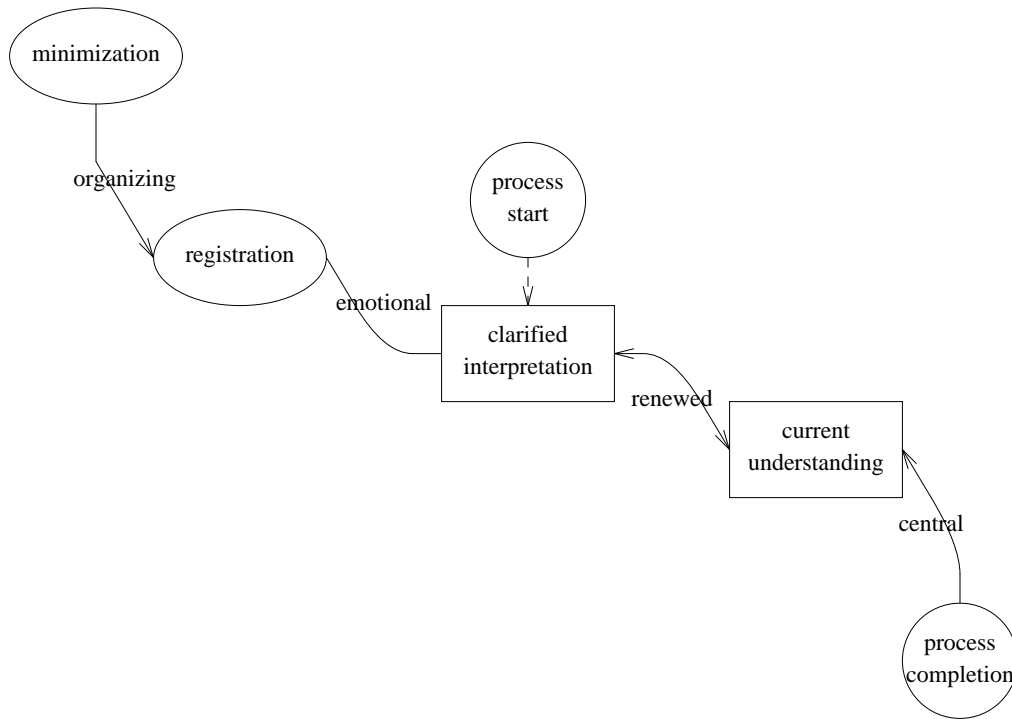 minimization
organizing
process
start
registration
emotional
clarified
interpretation
renewed
current
understanding
central
process
completion